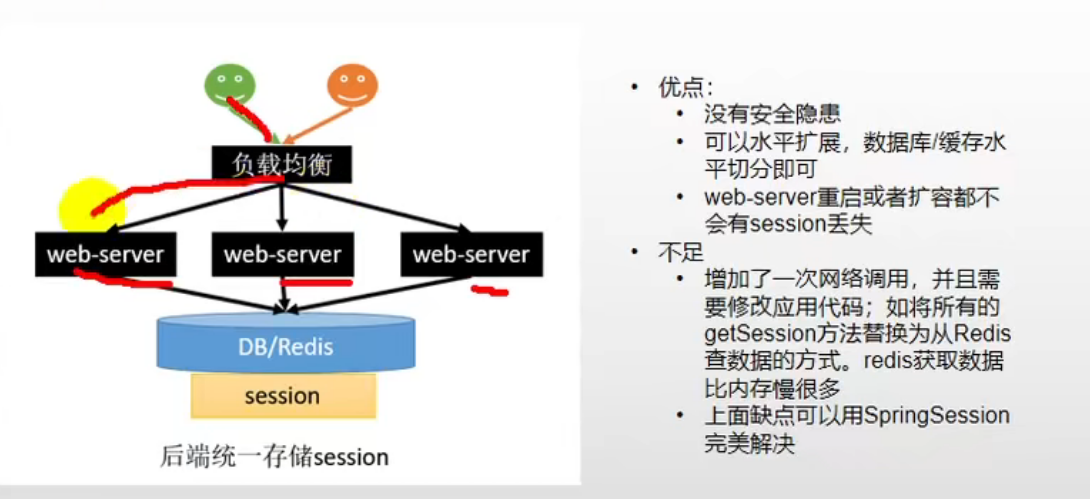 负载均衡
web-server
web-server
web-server
DB/Redis
session
后端统一存储session
• 优点：
• 没有安全隐患
• 可以水平扩展，数据库/缓存水
平切分即可
• web-server重启或者扩容都不
会有session丢失
• 不足
• 增加了一次网络调用，并且需
要修改应用代码；如将所有的
getSession方法替换为从Redis
查数据的方式。redis获取数据
比内存慢很多
• 上面缺点可以用SpringSession
完美解决